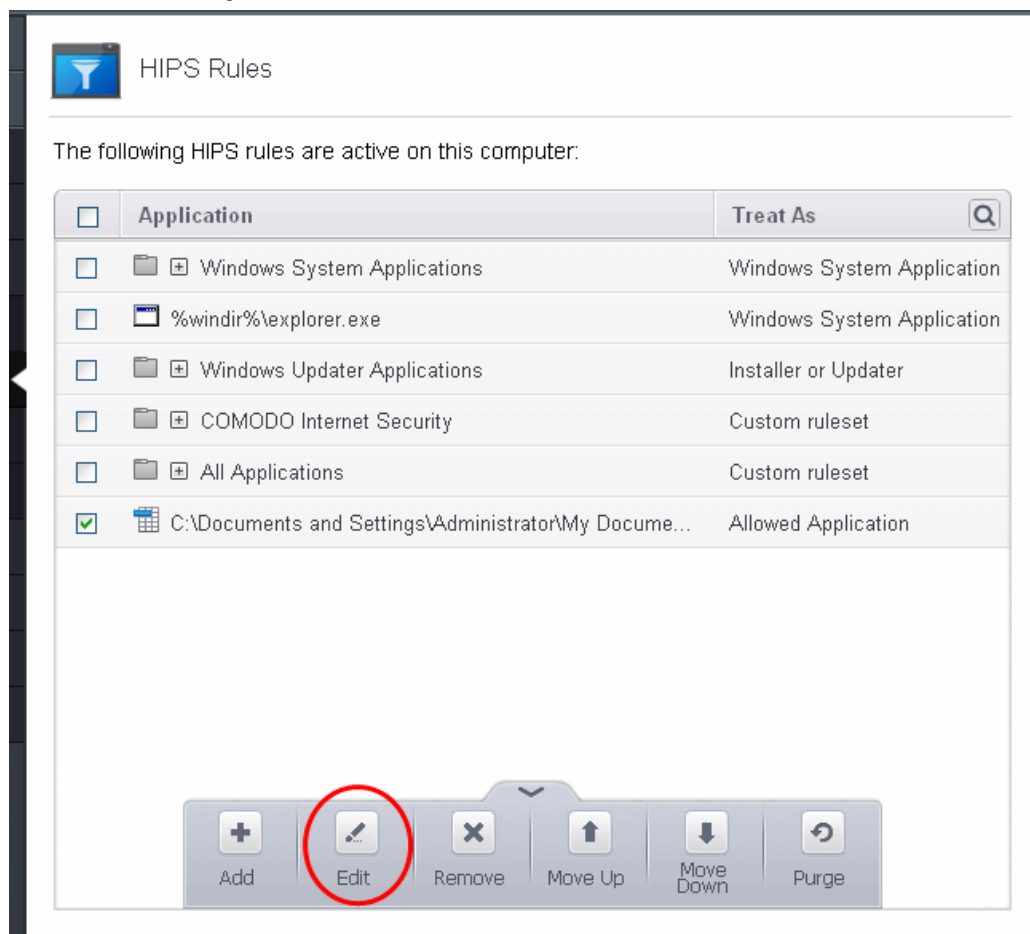 HIPS Rules
The following HIPS rules are active on this computer:
Application Treat As
Windows System Applications Windows System Application
%windir%\explorer.exe Windows System Application
Windows Updater Applications Installer or Updater
COMODO Internet Security Custom ruleset
All Applications Custom ruleset
C:\Documents and Settings\Administrator\My Docume... Allowed Application
Add Edit Remove Move Up Move Down Purge